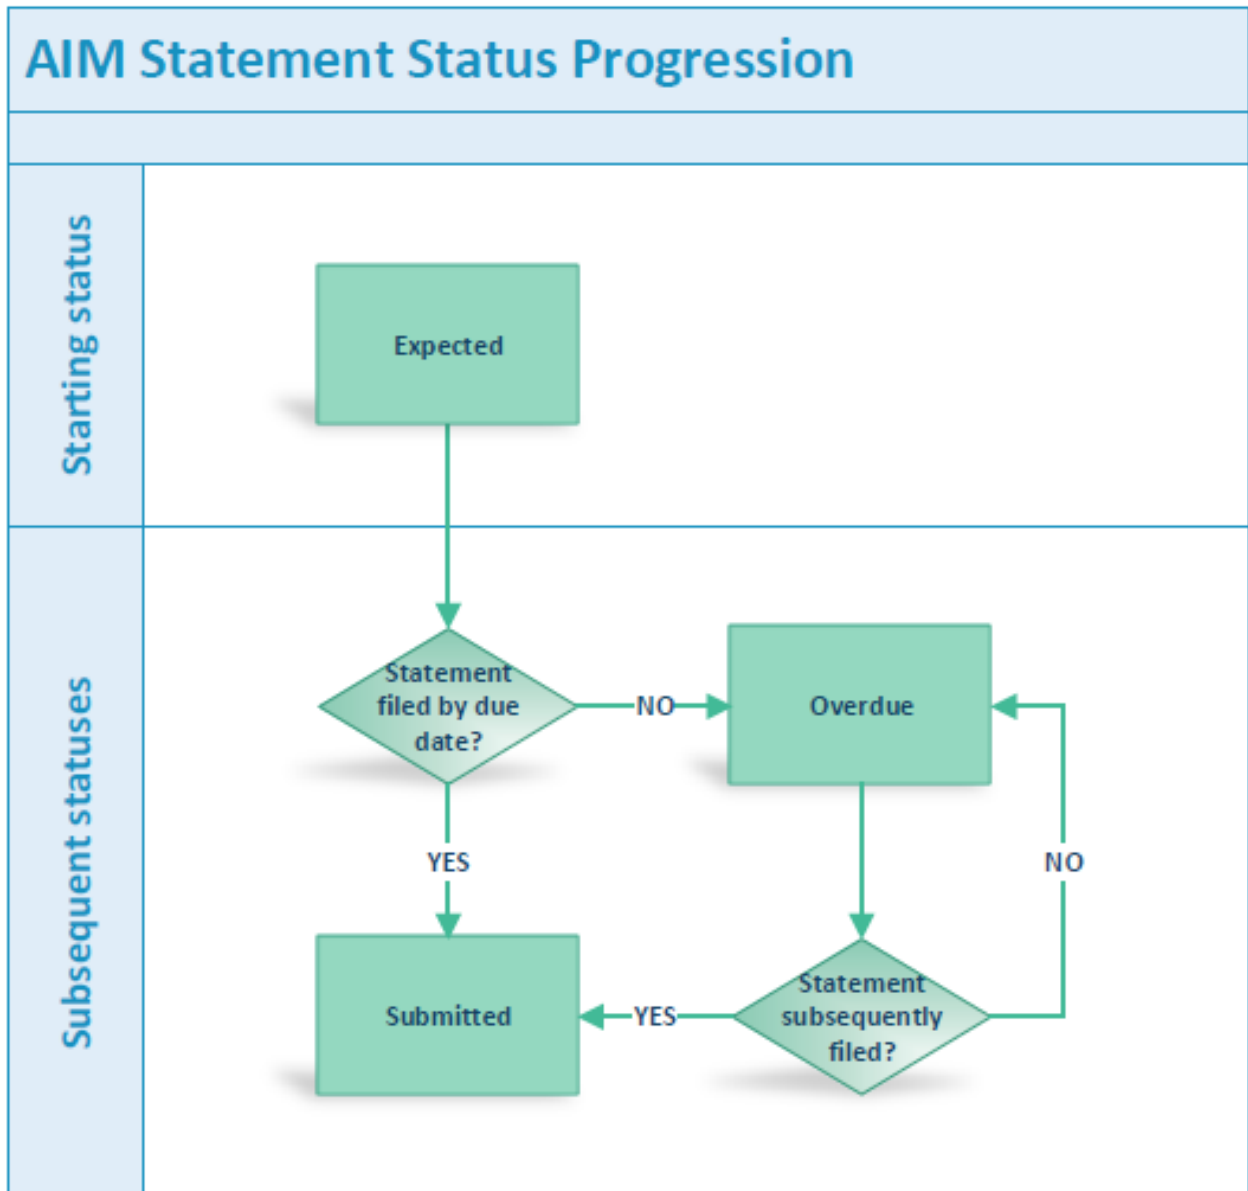 AIM Statement Status Progression
Starting status
Expected
Subsequent statuses
Statement
filed by due
date?
NO
Overdue
YES
NO
Submitted
YES
Statement
subsequently
filed?